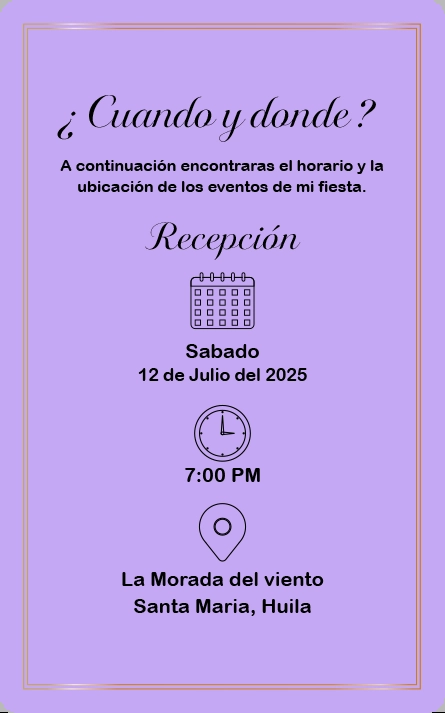 ¿Cuando y donde?
A continuación encontraras el horario y la
ubicación de los eventos de mi fiesta.
Recepción
Sabado
12 de Julio del 2025
7:00 PM
La Morada del viento
Santa Maria, Huila